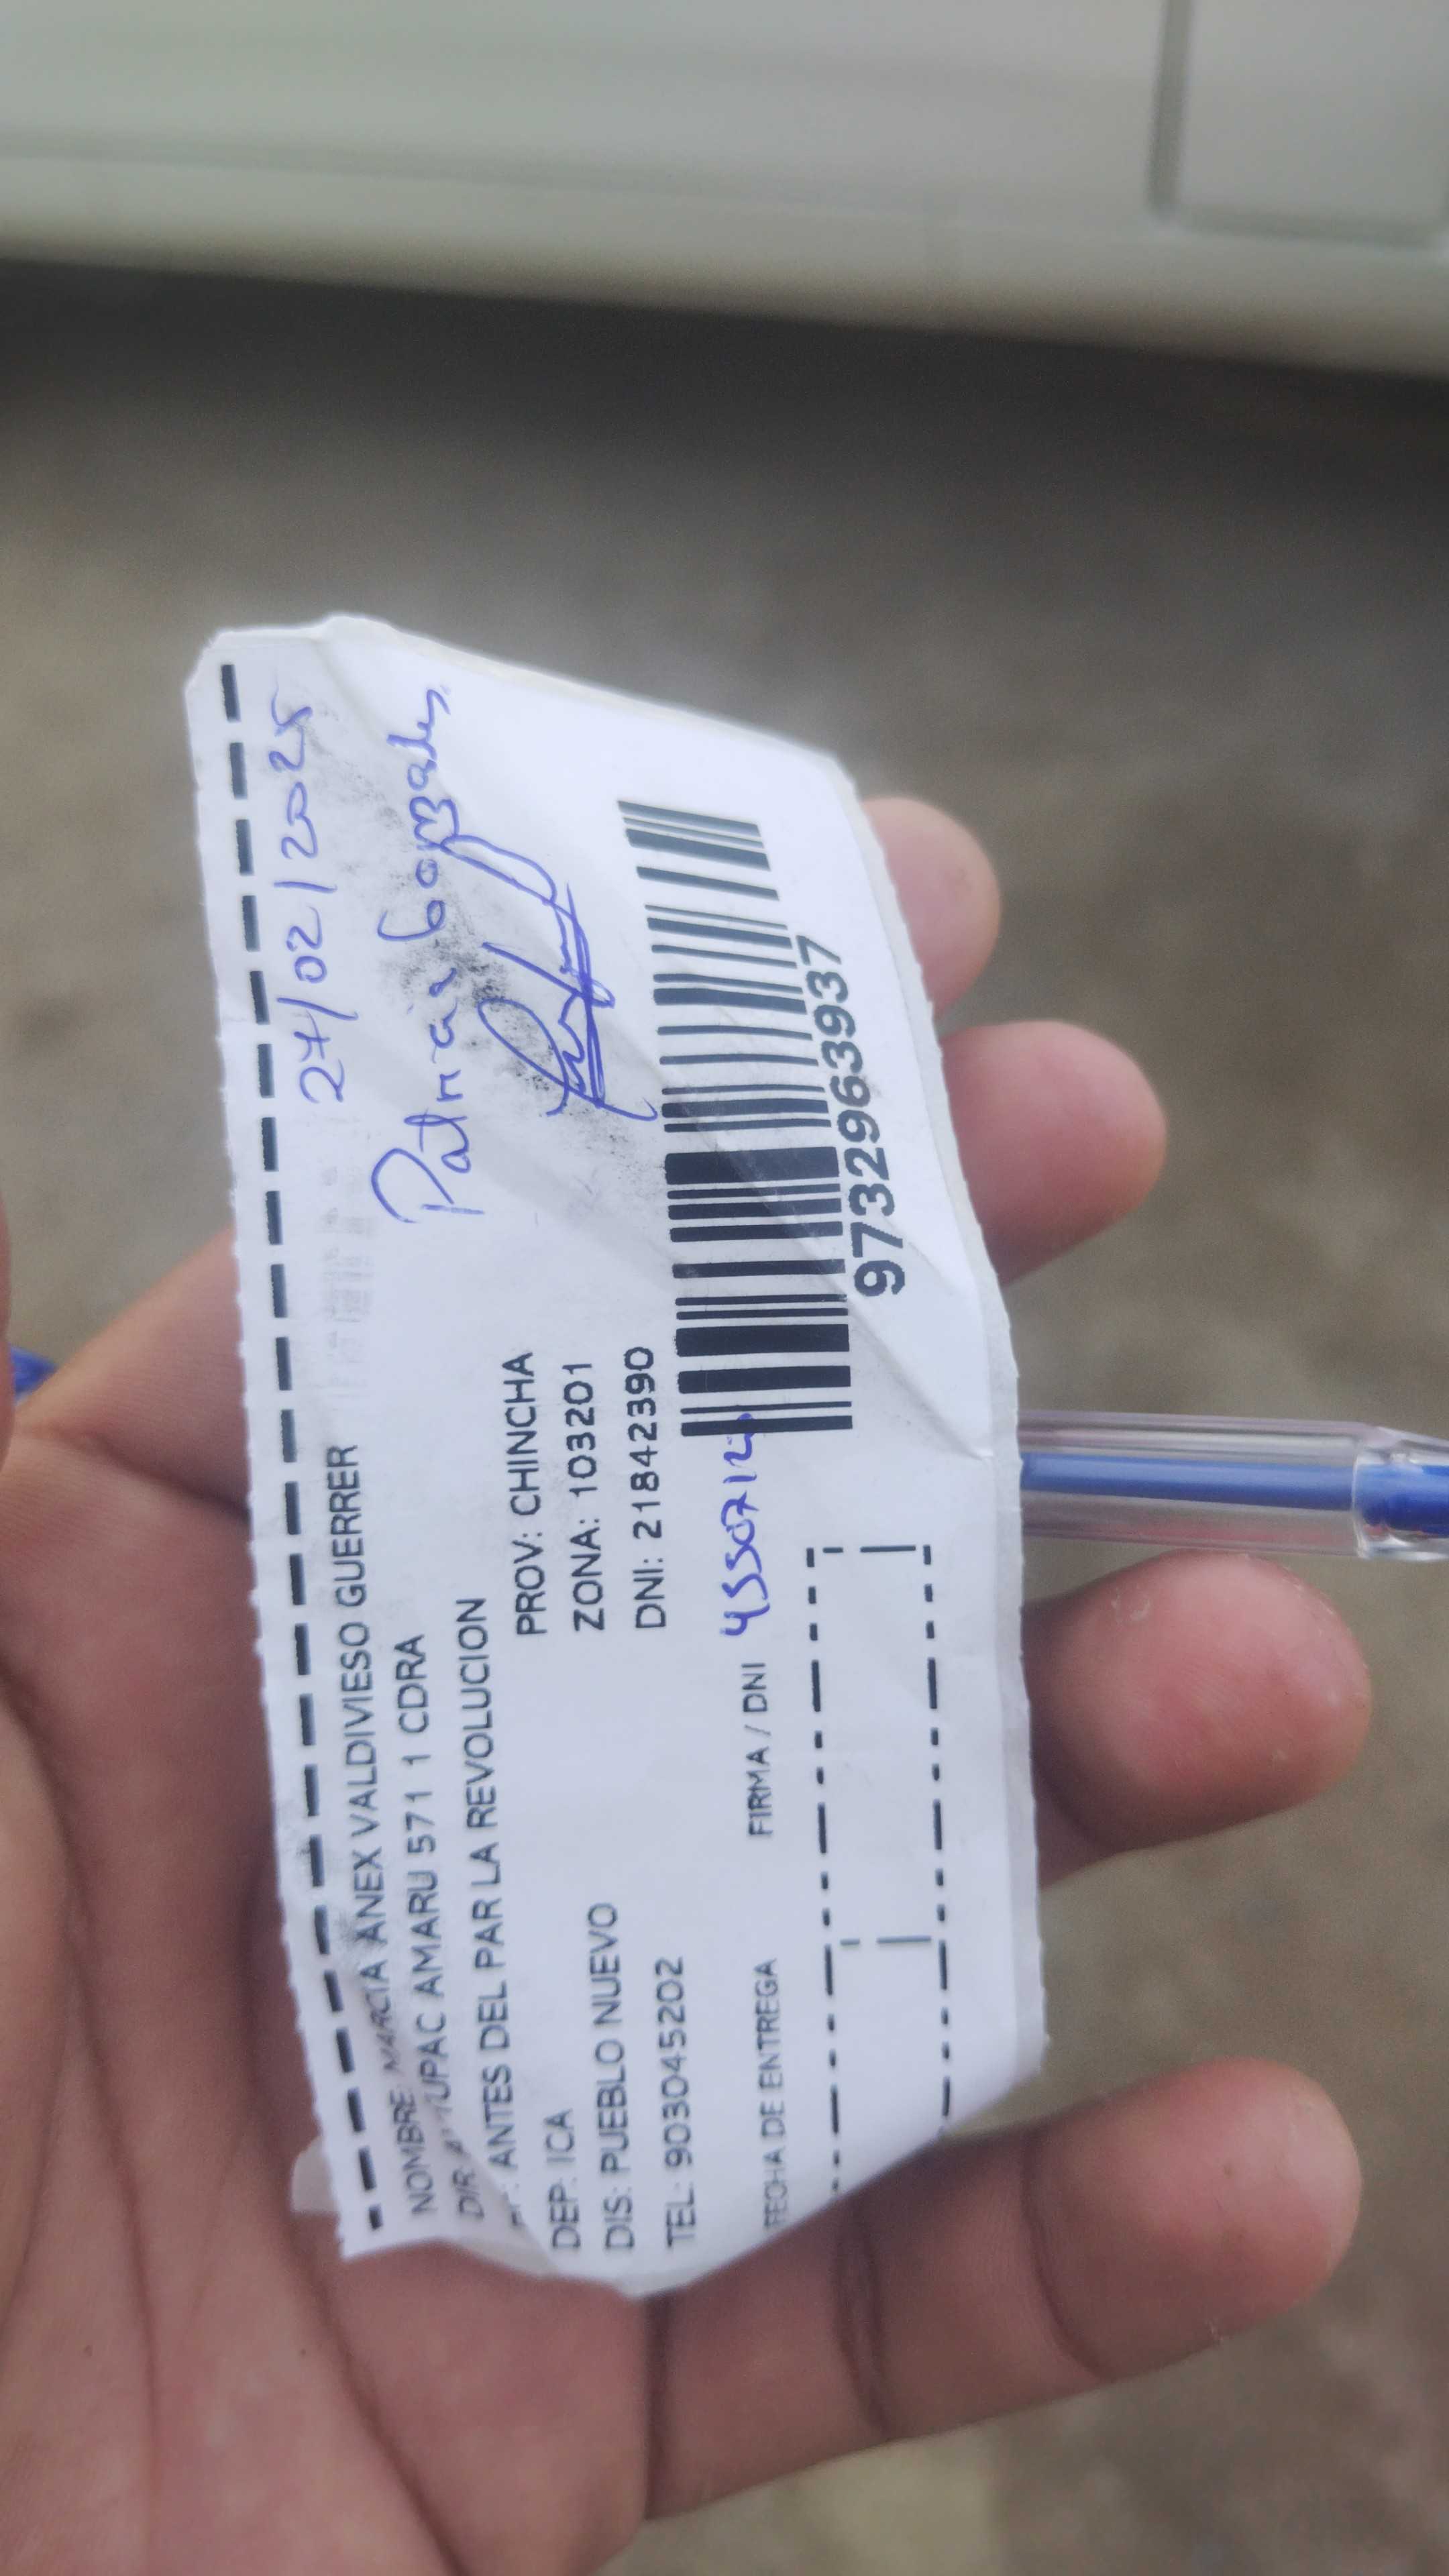 24/02/2025
NOMBRE: MARCIA ANEX VALDIVIESO GUERRER
Patricia Gonzales
DIR: AV TUPAC AMARU 571 1 CDRA
ANTES DEL PAR LA REVOLUCION
DEP: ICA PROV: CHINCHA
DIS: PUEBLO NUEVO ZONA: 103201
TEL: 903045202 DNI: 21842390
FECHA DE ENTREGA FIRMA / DNI
9732963937